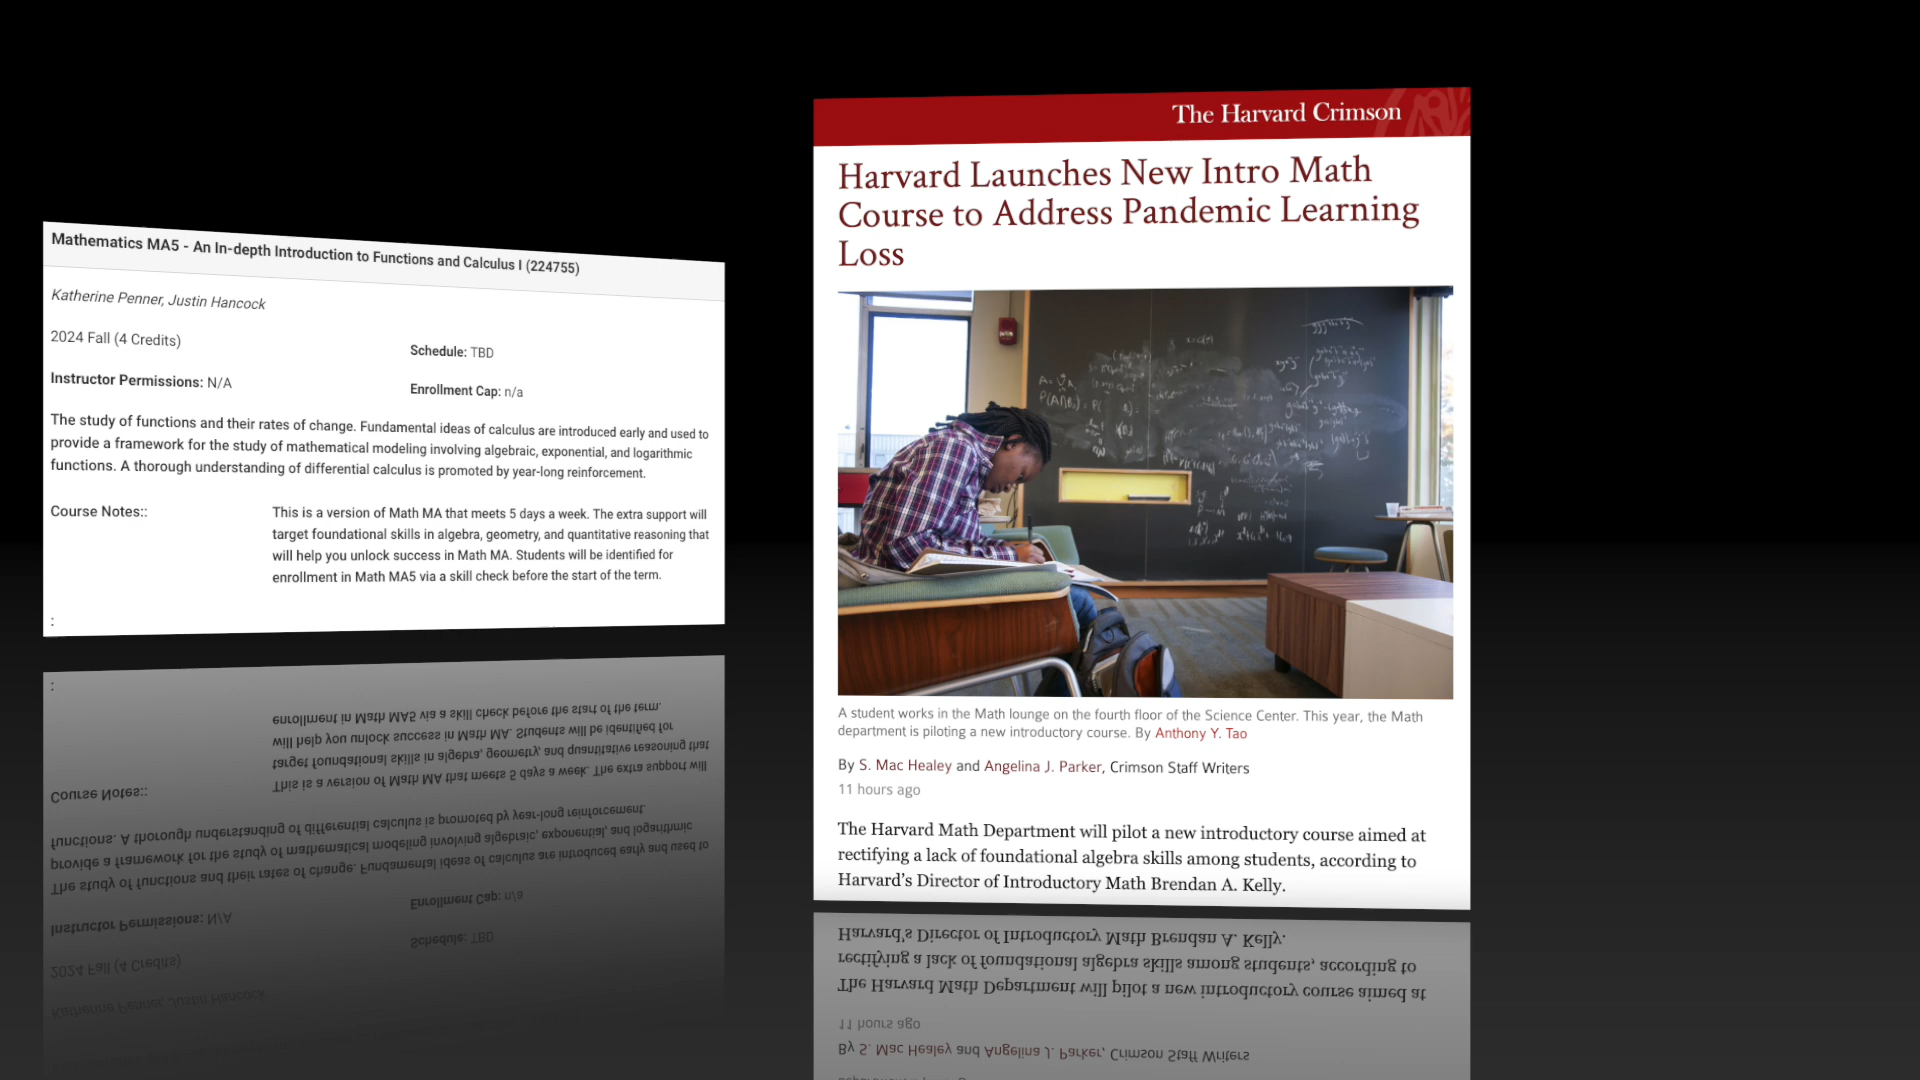 Mathematics MA5 - An In-depth Introduction to Functions and Calculus I (224755)
Katherine Penner, Justin Hancock
2024 Fall (4 Credits)
Schedule: TBD
Instructor Permissions: N/A
Enrollment Cap: n/a
The study of functions and their rates of change. Fundamental ideas of calculus are introduced early and used to
provide a framework for the study of mathematical modeling involving algebraic, exponential, and logarithmic
functions. A thorough understanding of differential calculus is promoted by year-long reinforcement.
Course Notes::
This is a version of Math MA that meets 5 days a week. The extra support will
target foundational skills in algebra, geometry, and quantitative reasoning that
will help you unlock success in Math MA. Students will be identified for
enrollment in Math MA5 via a skill check before the start of the term.
:
The Harvard Crimson
Harvard Launches New Intro Math
Course to Address Pandemic Learning
Loss
A student works in the Math lounge on the fourth floor of the Science Center. This year, the Math
department is piloting a new introductory course. By Anthony Y. Tao
By S. Mac Healey and Angelina J. Parker, Crimson Staff Writers
11 hours ago
The Harvard Math Department will pilot a new introductory course aimed at
rectifying a lack of foundational algebra skills among students, according to
Harvard's Director of Introductory Math Brendan A. Kelly.